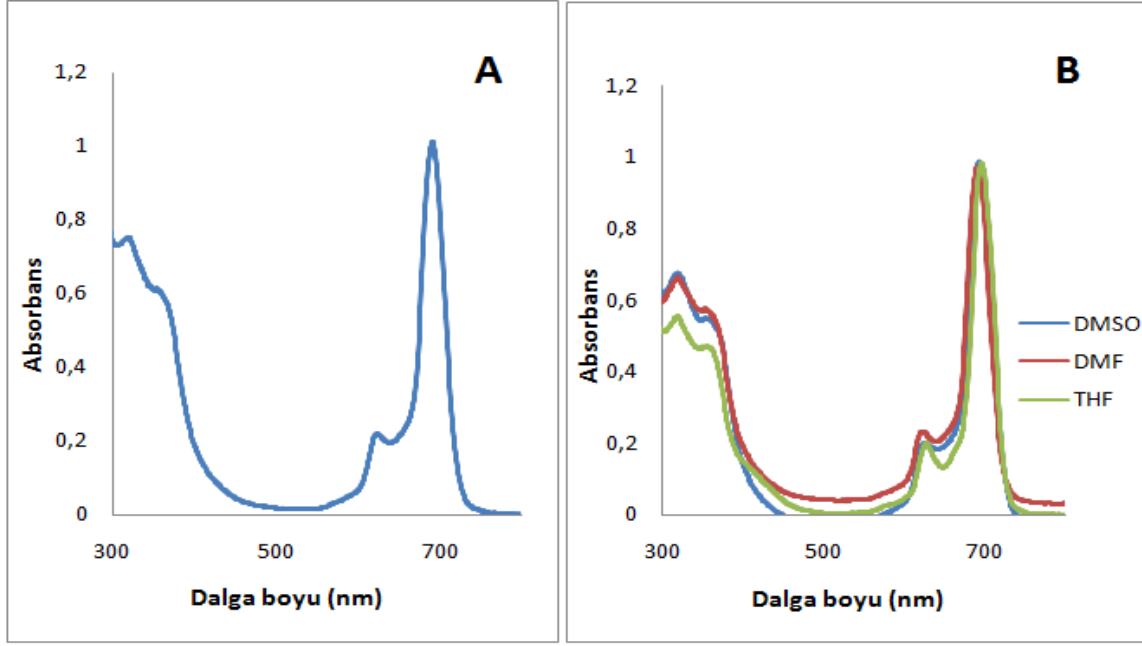 A
1,2
1
0,8
0,6
0,4
0,2
0
Absorbans
300 500 700
Dalga boyu (nm)
B
1,2
1
0,8
0,6
0,4
0,2
0
Absorbans
300 500 700
Dalga boyu (nm)
DMSO
DMF
THF